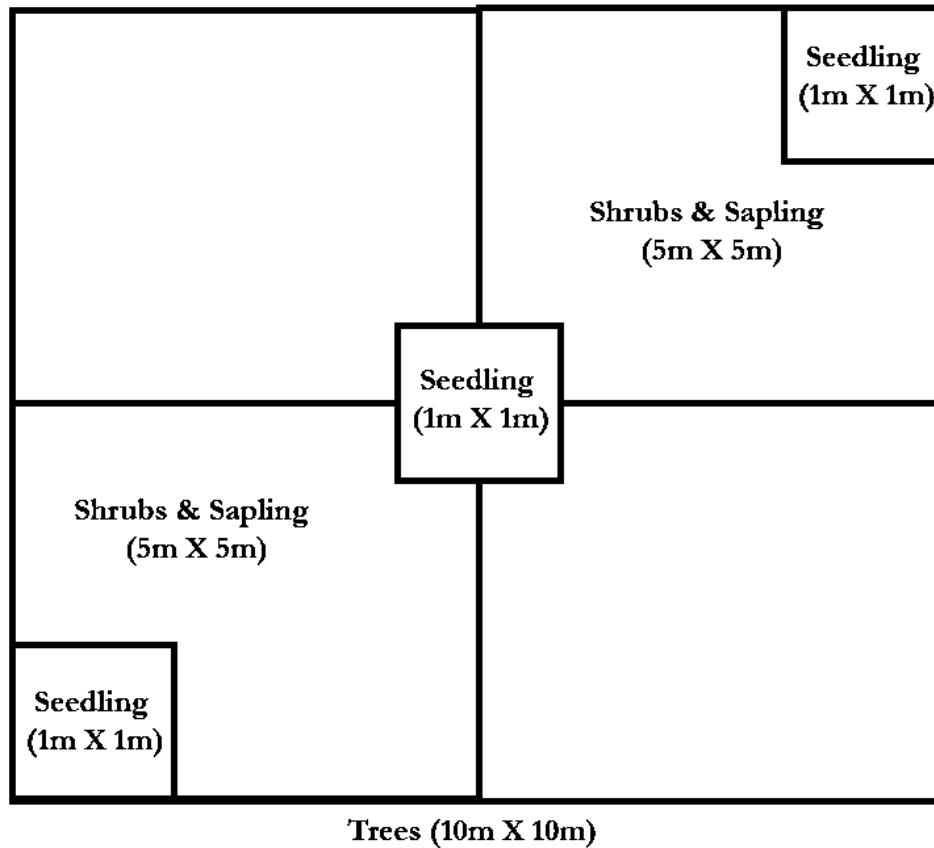 Seedling
(1m X 1m)
Shrubs & Sapling
(5m X 5m)
Seedling
(1m X 1m)
Shrubs & Sapling
(5m X 5m)
Seedling
(1m X 1m)
Trees (10m X 10m)